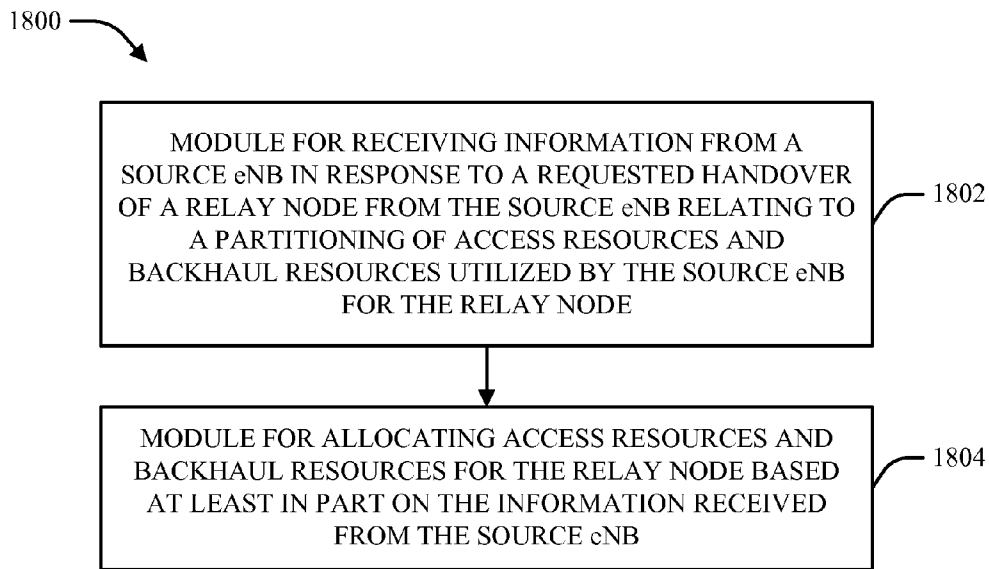 1800
MODULE FOR RECEIVING INFORMATION FROM A
SOURCE eNB IN RESPONSE TO A REQUESTED HANDOVER
OF A RELAY NODE FROM THE SOURCE eNB RELATING TO
A PARTITIONING OF ACCESS RESOURCES AND
BACKHAUL RESOURCES UTILIZED BY THE SOURCE eNB
FOR THE RELAY NODE
1802
MODULE FOR ALLOCATING ACCESS RESOURCES AND
BACKHAUL RESOURCES FOR THE RELAY NODE BASED
AT LEAST IN PART ON THE INFORMATION RECEIVED
FROM THE SOURCE eNB
1804